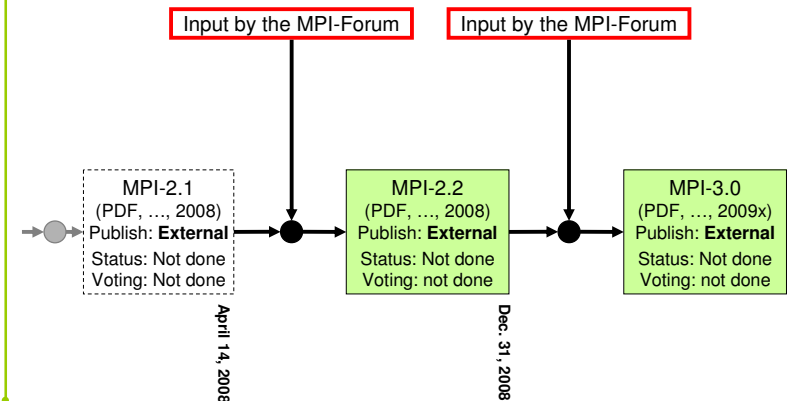 Input by the MPI-Forum
Input by the MPI-Forum
MPI-2.1
(PDF, …, 2008)
Publish: External
Status: Not done
Voting: Not done
MPI-2.2
(PDF, …, 2008)
Publish: External
Status: Not done
Voting: not done
MPI-3.0
(PDF, …, 2009x)
Publish: External
Status: Not done
Voting: not done
April 14, 2008
Dec. 31, 2008